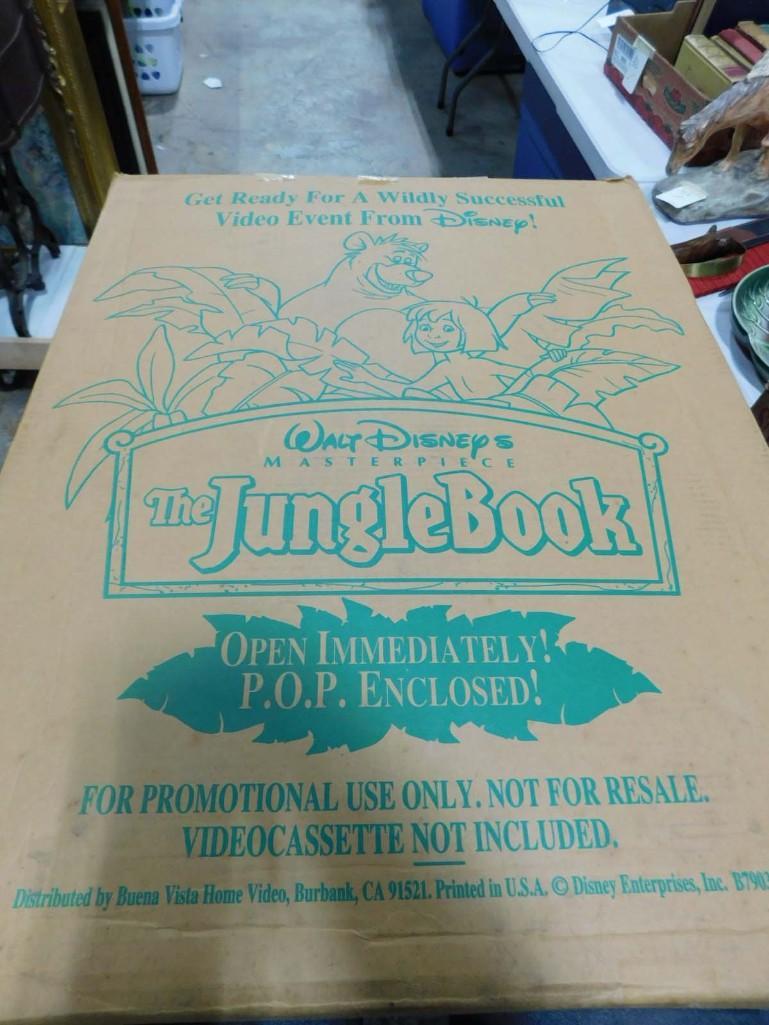 Get Ready For A Wildly Successful
Video Event From Disney!
WALT DISNEY'S
MASTERPIECE
The JungleBook
OPEN IMMEDIATELY!
P.O.P. ENCLOSED!
FOR PROMOTIONAL USE ONLY. NOT FOR RESALE.
VIDEOCASSETTE NOT INCLUDED.
Distributed by Buena Vista Home Video, Burbank, CA 91521. Printed in U.S.A. © Disney Enterprises, Inc.